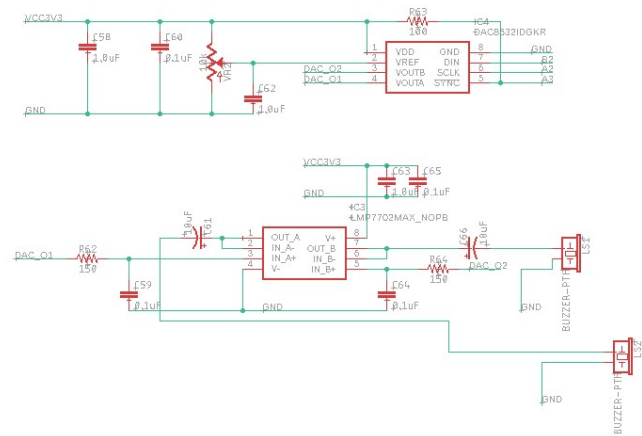 VCC3V3
R63
100
IC4
DAC8532IDGKR
C58
1,0uF
C60
0,1uF
10k
VR2
C62
1,0uF
GND
1 VDD GND 8 GND
2 VREF DIN 7
3 VOUTB SCLK 6 A2
4 VOUTA SYNC 5 A3
DAC_O2
DAC_O1
VCC3V3
C63
1,0uF
C65
0,1uF
GND
IC3
LMP7702MAX_NOPB
10uF
C61
1 OUT_A V+ 8
2 IN_A- OUT_B 7
3 IN_A+ IN_B- 6
4 V- IN_B+ 5
C66
10uF
LS1
BUZZER-PTH
GND
DAC_O1
R62
150
C59
0,1uF
GND
C64
0,1uF
R64
150
DAC_O2
LS2
BUZZER-PTH
GND